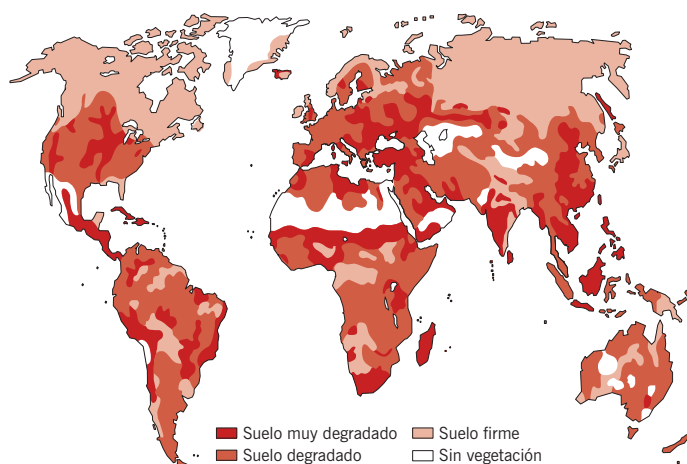 Suelo muy degradado
Suelo degradado
Suelo firme
Sin vegetación